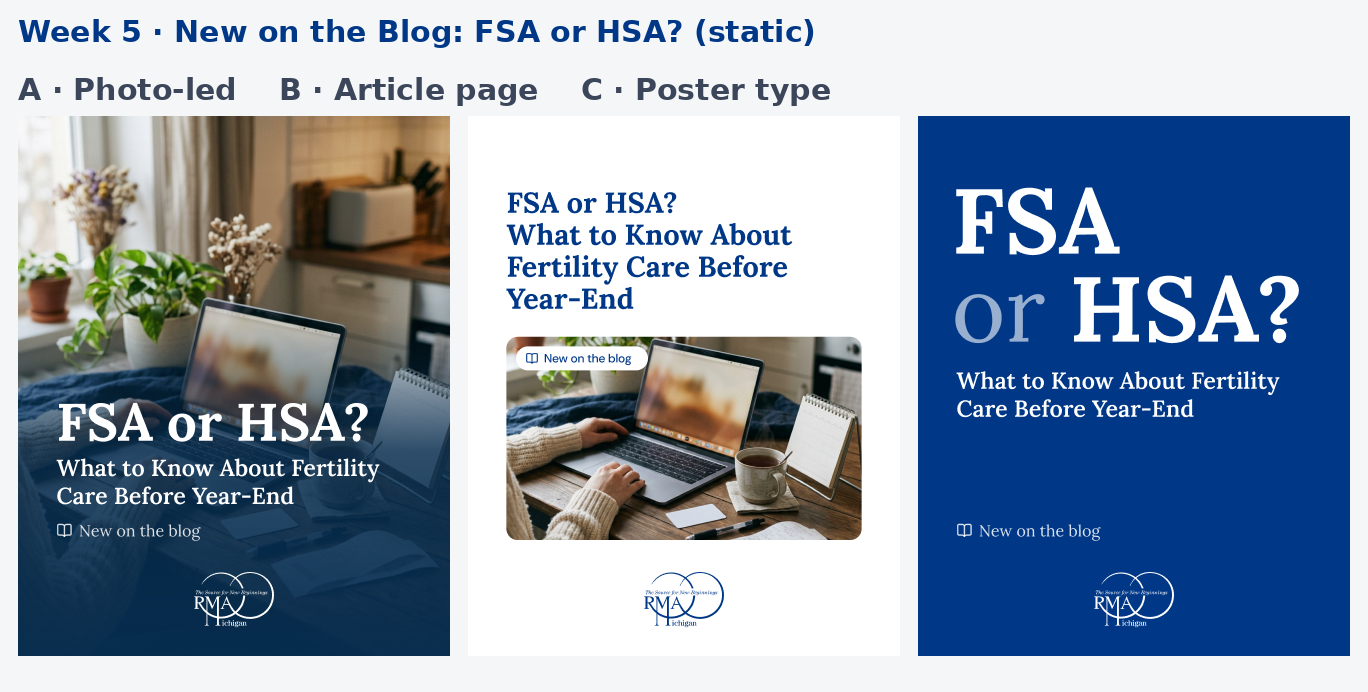 Week 5 · New on the Blog: FSA or HSA? (static)
A · Photo-led B · Article page C · Poster type
FSA or HSA?
What to Know About Fertility
Care Before Year-End
New on the blog
The Source for New Beginnings
RMA
Michigan
FSA or HSA?
What to Know About
Fertility Care Before
Year-End
New on the blog
The Source for New Beginnings
RMA
Michigan
FSA
or HSA?
What to Know About Fertility
Care Before Year-End
New on the blog
The Source for New Beginnings
RMA
Michigan